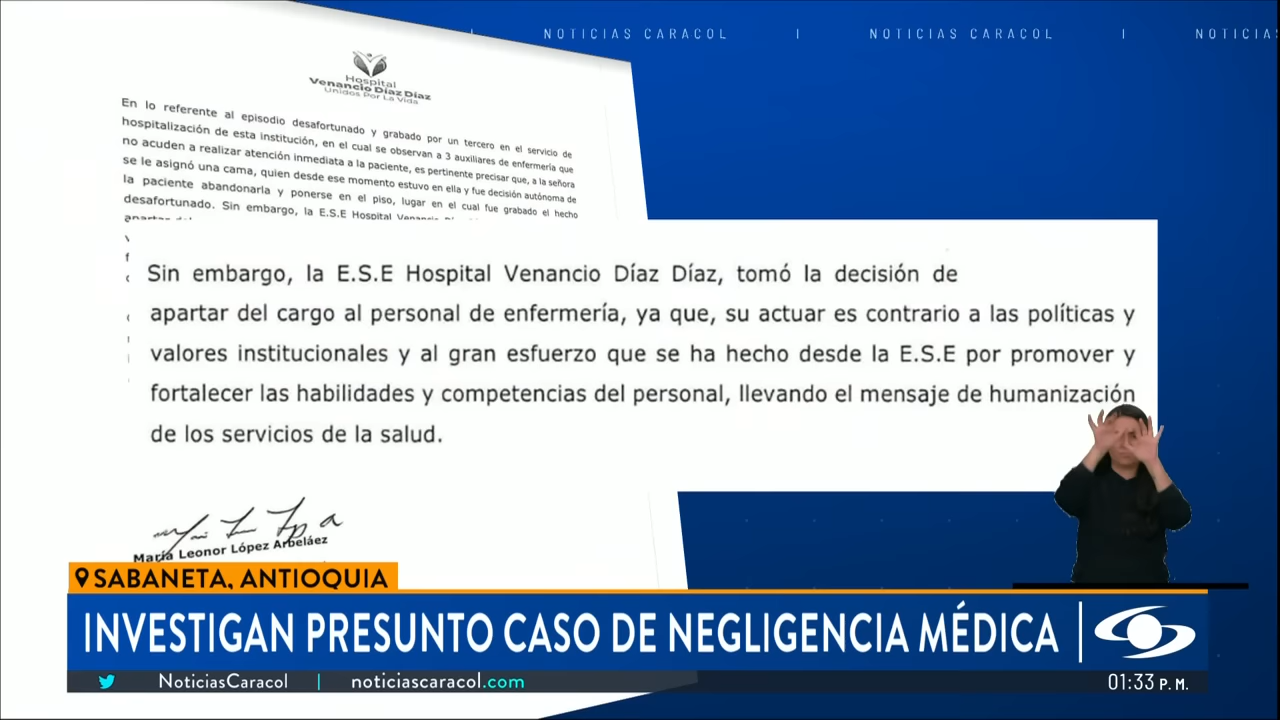 NOTICIAS CARACOL | NOTICIAS CARACOL | NOTICIAS
Hospital
Venancio Díaz Díaz
Unidos Por La Vida
En lo referente al episodio desafortunado y grabado por un tercero en el servicio de
hospitalización de esta institución, en el cual se observan a 3 auxiliares de enfermería que
no acuden a realizar atención inmediata a la paciente, es pertinente precisar que, a la señora
se le asignó una cama, quien desde ese momento estuvo en ella y fue decisión autónoma de
la paciente abandonarla y ponerse en el piso, lugar en el cual fue grabado el hecho
desafortunado. Sin embargo, la E.S.E Hospital Venancio
Sin embargo, la E.S.E Hospital Venancio Díaz Díaz, tomó la decisión de
apartar del cargo al personal de enfermería, ya que, su actuar es contrario a las políticas y
valores institucionales y al gran esfuerzo que se ha hecho desde la E.S.E por promover y
fortalecer las habilidades y competencias del personal, llevando el mensaje de humanización
de los servicios de la salud.
María Leonor López Arbeláez
SABANETA, ANTIOQUIA
INVESTIGAN PRESUNTO CASO DE NEGLIGENCIA MÉDICA
NoticiasCaracol | noticiascaracol.com
01:33 P. M.